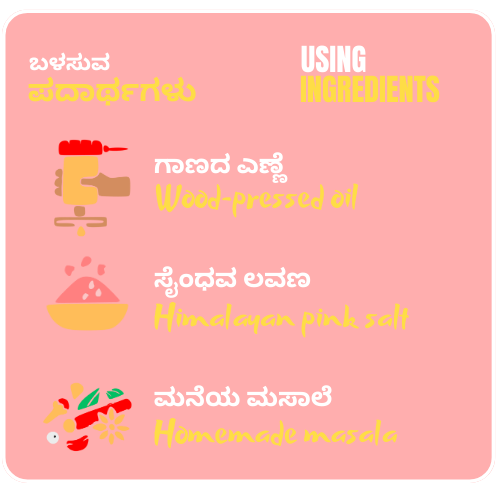 ಬಳಸುವ
ಪದಾರ್ಥಗಳು
USING
INGREDIENTS
ಗಾಣದ ಎಣ್ಣೆ
Wood-pressed oil
ಸೈಂಧವ ಲವಣ
Himalayan pink salt
ಮನೆಯ ಮಸಾಲೆ
Homemade masala